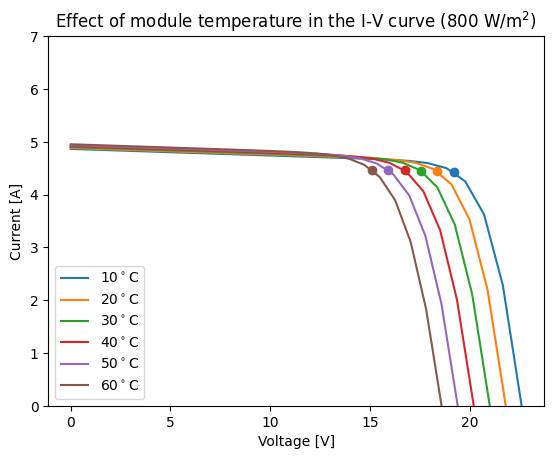 Effect of module temperature in the I-V curve (800 W/m²)
7
6
5
4
3
2
1
0
Current [A]
10∘C
20∘C
30∘C
40∘C
50∘C
60∘C
0 5 10 15 20
Voltage [V]